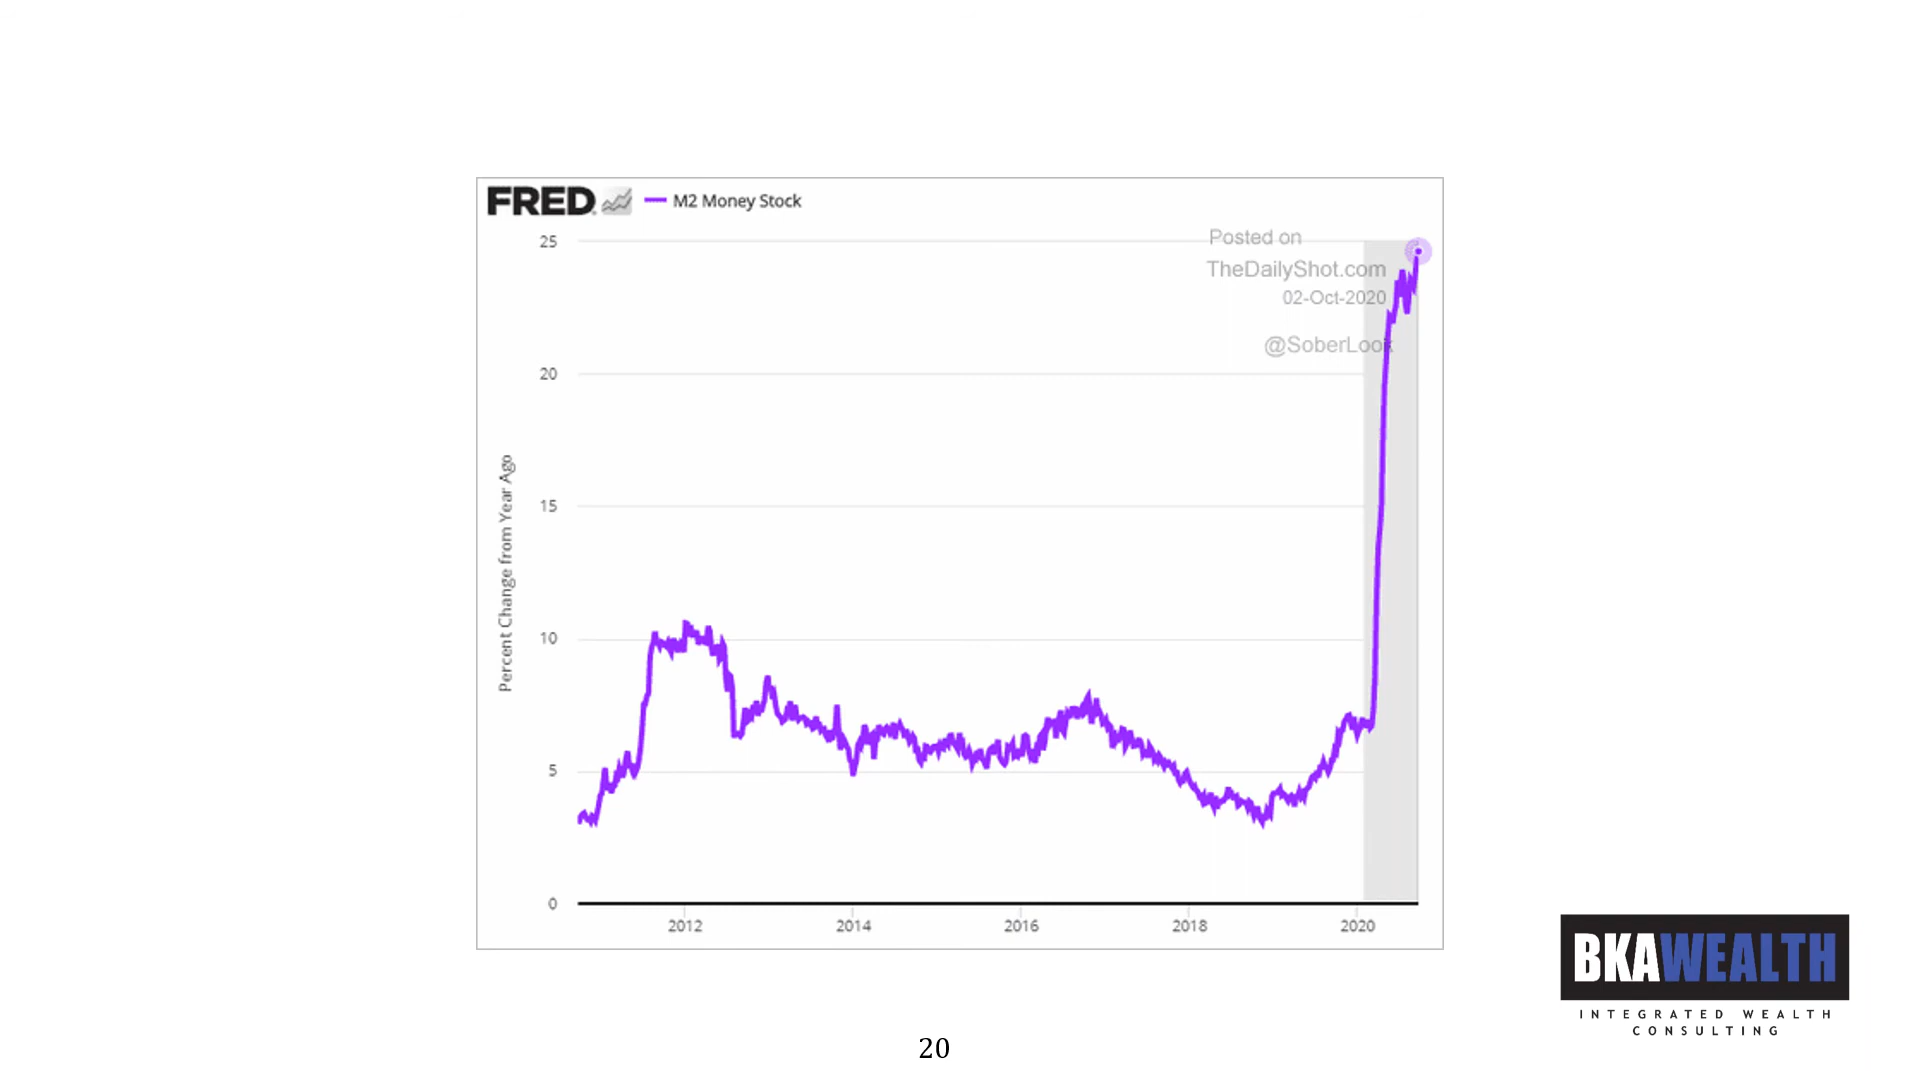 FRED
M2 Money Stock
25
20
15
10
5
0
Percent Change from Year Ago
Posted on
TheDailyShot.com
02-Oct-2020
@SoberLook
2012 2014 2016 2018 2020
BKAWEALTH
INTEGRATED WEALTH
CONSULTING
20